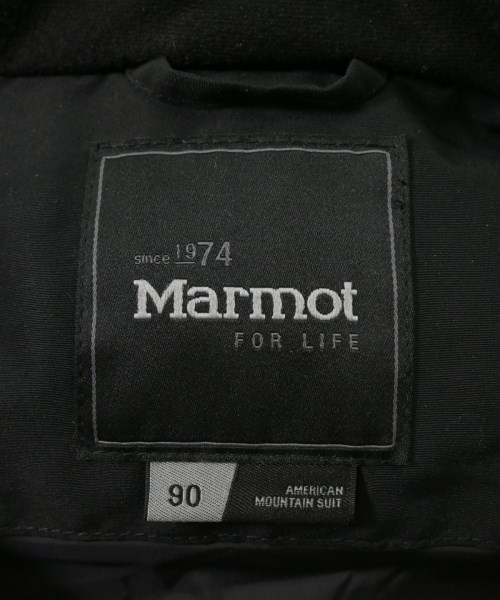 since 1974
Marmot
FOR LIFE
90
AMERICAN
MOUNTAIN SUIT